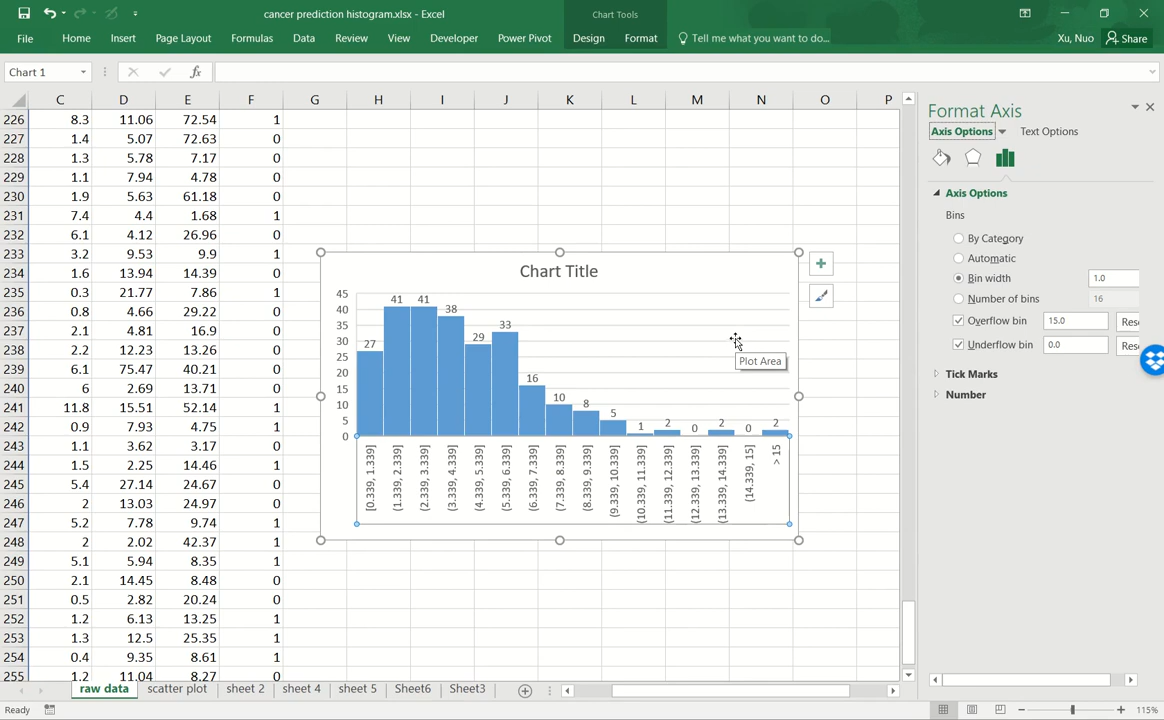 cancer prediction histogram.xlsx - Excel
Chart Tools
File Home Insert Page Layout Formulas Data Review View Developer Power Pivot Design Format Tell me what you want to do... Xu, Nuo Share
Chart 1 fx
C D E F G H I J K L M N O P
226 8.3 11.06 72.54 1
227 1.4 5.07 72.63 0
228 1.3 5.78 7.17 0
229 1.1 7.94 4.78 0
230 1.9 5.63 61.18 0
231 7.4 4.4 1.68 1
232 6.1 4.12 26.96 0
233 3.2 9.53 9.9 1
234 1.6 13.94 14.39 0
235 0.3 21.77 7.86 1
236 0.8 4.66 29.22 0
237 2.1 4.81 16.9 0
238 2.2 12.23 13.26 0
239 6.1 75.47 40.21 0
240 6 2.69 13.71 0
241 11.8 15.51 52.14 1
242 0.9 7.93 4.75 1
243 1.1 3.62 3.17 0
244 1.5 2.25 14.46 1
245 5.4 27.14 24.67 0
246 2 13.03 24.97 0
247 5.2 7.78 9.74 1
248 2 2.02 42.37 1
249 5.1 5.94 8.35 1
250 2.1 14.45 8.48 0
251 0.5 2.82 20.24 0
252 1.2 6.13 13.25 1
253 1.3 12.5 25.35 1
254 0.4 9.35 8.61 1
255 1.2 11.04 8.27 0
Chart Title
45
40
35
30
25
20
15
10
5
0
27 41 41 38 29 33 16 10 8 5 1 2 0 2 0 2
[0.339, 1.339]
(1.339, 2.339]
(2.339, 3.339]
(3.339, 4.339]
(4.339, 5.339]
(5.339, 6.339]
(6.339, 7.339]
(7.339, 8.339]
(8.339, 9.339]
(9.339, 10.339]
(10.339, 11.339]
(11.339, 12.339]
(12.339, 13.339]
(13.339, 14.339]
(14.339, 15]
> 15
Plot Area
Format Axis
Axis Options Text Options
Axis Options
Bins
By Category
Automatic
Bin width 1.0
Number of bins 16
Overflow bin 15.0 Rese
Underflow bin 0.0 Rese
Tick Marks
Number
raw data scatter plot sheet 2 sheet 4 sheet 5 Sheet6 Sheet3
Ready 115%